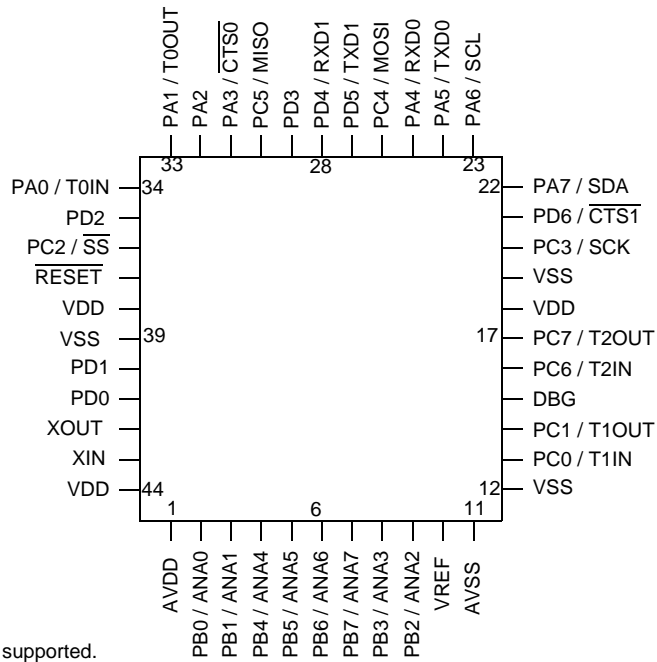 PA1 / T0OUT
PA2
PA3 / CTS0
PC5 / MISO
PD3
PD4 / RXD1
PD5 / TXD1
PC4 / MOSI
PA4 / RXD0
PA5 / TXD0
PA6 / SCL
33
28
23
PA0 / T0IN
34
22
PA7 / SDA
PD2
PD6 / CTS1
PC2 / SS
PC3 / SCK
RESET
VSS
VDD
VDD
VSS
39
17
PC7 / T2OUT
PD1
PC6 / T2IN
PD0
DBG
XOUT
PC1 / T1OUT
XIN
PC0 / T1IN
VDD
44
12
VSS
1
6
11
AVDD
PB0 / ANA0
PB1 / ANA1
PB4 / ANA4
PB5 / ANA5
PB6 / ANA6
PB7 / ANA7
PB3 / ANA3
PB2 / ANA2
VREF
AVSS
supported.